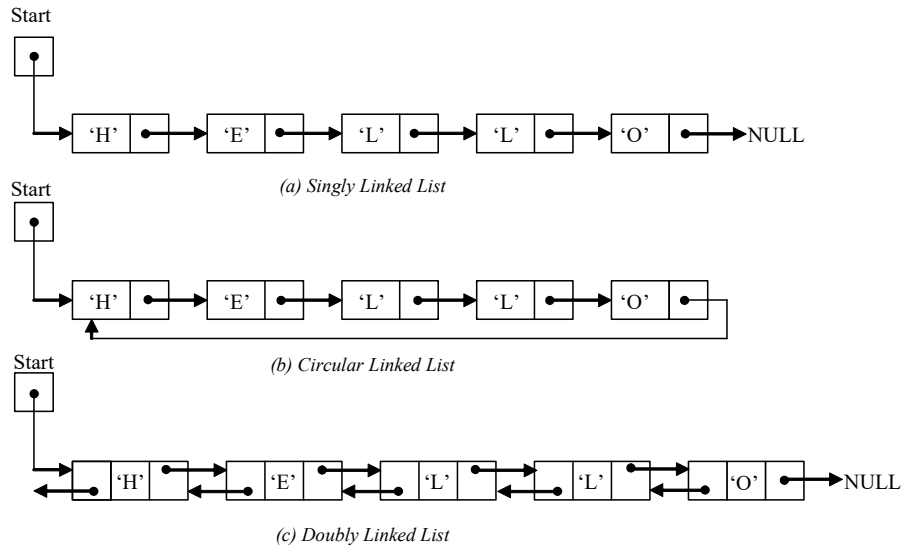 Start
‘H’ ‘E’ ‘L’ ‘L’ ‘O’ NULL
(a) Singly Linked List
Start
‘H’ ‘E’ ‘L’ ‘L’ ‘O’
(b) Circular Linked List
Start
‘H’ ‘E’ ‘L’ ‘L’ ‘O’ NULL
(c) Doubly Linked List